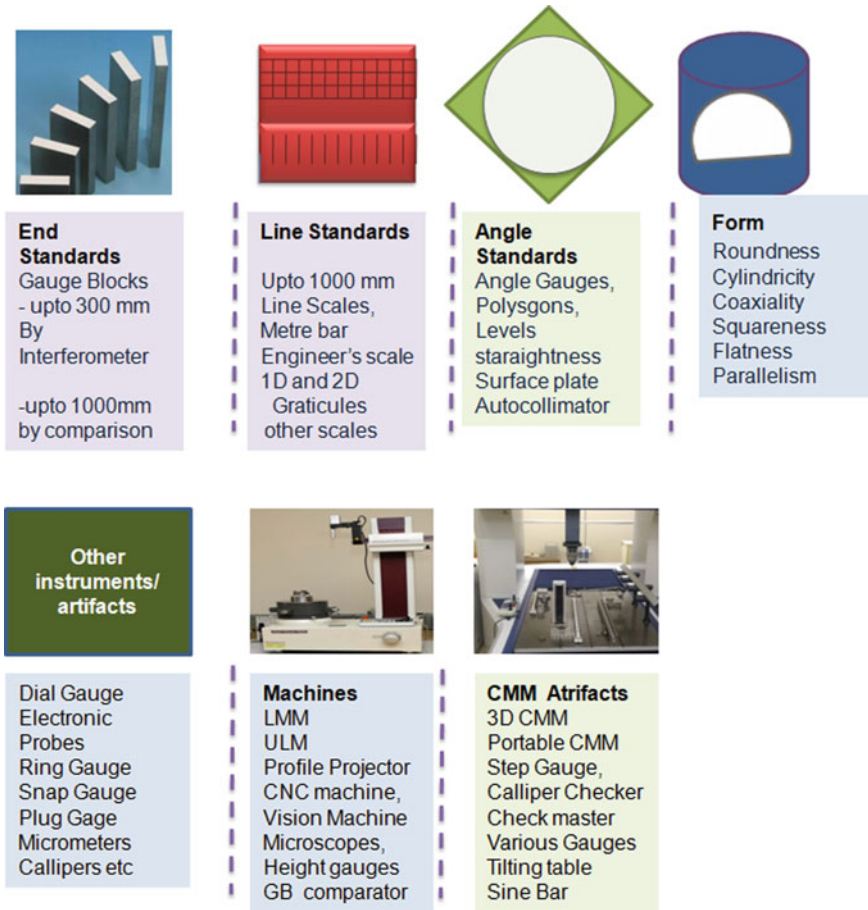 End
Standards
Gauge Blocks
- upto 300 mm
By
Interferometer
-upto 1000mm
by comparison
Line Standards
Upto 1000 mm
Line Scales,
Metre bar
Engineer's scale
1D and 2D
Graticules
other scales
Angle
Standards
Angle Gauges,
Polysgons,
Levels
staraightness
Surface plate
Autocollimator
Form
Roundness
Cylindricity
Coaxiality
Squareness
Flatness
Parallelism
Other
instruments/
artifacts
Dial Gauge
Electronic
Probes
Ring Gauge
Snap Gauge
Plug Gage
Micrometers
Callipers etc
Machines
LMM
ULM
Profile Projector
CNC machine,
Vision Machine
Microscopes,
Height gauges
GB comparator
CMM Atrifacts
3D CMM
Portable CMM
Step Gauge,
Calliper Checker
Check master
Various Gauges
Tilting table
Sine Bar